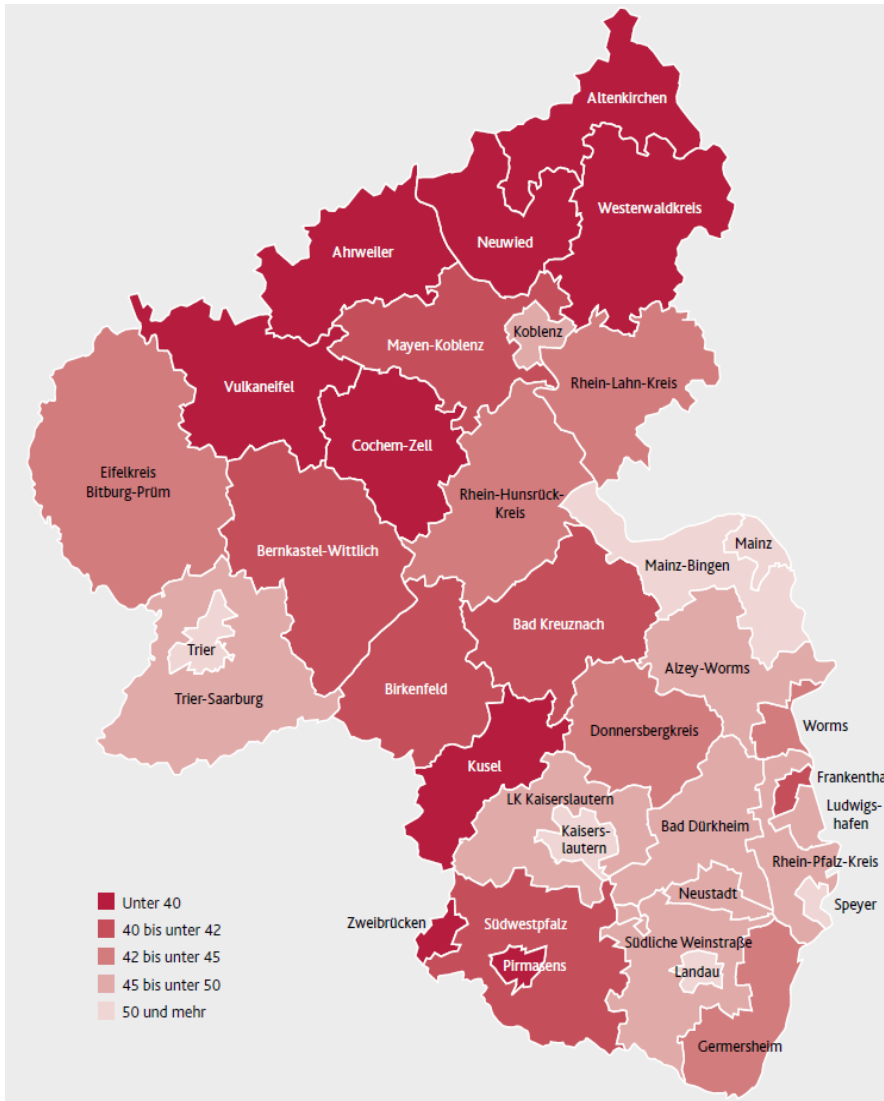 Altenkirchen
Westerwaldkreis
Neuwied
Ahrweiler
Koblenz
Mayen-Koblenz
Rhein-Lahn-Kreis
Vulkaneifel
Cochem-Zell
Eifelkreis
Bitburg-Prüm
Rhein-Hunsrück-
Kreis
Bernkastel-Wittlich
Mainz
Mainz-Bingen
Bad Kreuznach
Trier
Alzey-Worms
Birkenfeld
Trier-Saarburg
Donnersbergkreis
Worms
Kusel
Frankentha
LK Kaiserslautern
Ludwigs-
hafen
Kaisers-
lautern
Bad Dürkheim
Rhein-Pfalz-Kreis
Neustadt
Speyer
Zweibrücken
Südwestpfalz
Südliche Weinstraße
Pirmasens
Landau
Germersheim
Unter 40
40 bis unter 42
42 bis unter 45
45 bis unter 50
50 und mehr